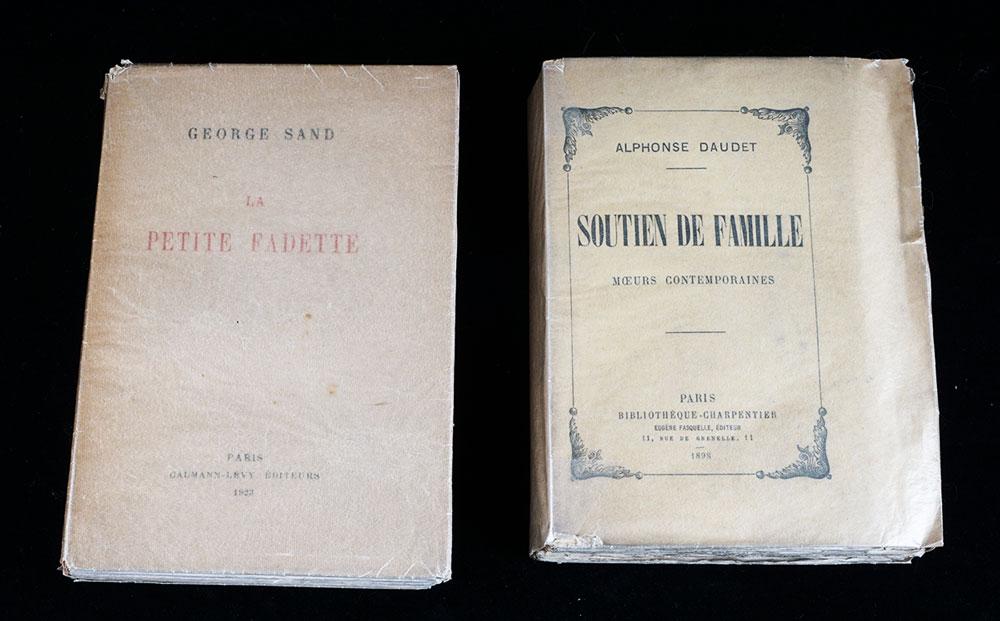 GEORGE SAND
LA
PETITE FADETTE
PARIS
CALMANN-LÉVY ÉDITEURS
1923
ALPHONSE DAUDET
SOUTIEN DE FAMILLE
MŒURS CONTEMPORAINES
PARIS
BIBLIOTHÈQUE-CHARPENTIER
EUGÈNE FASQUELLE, ÉDITEUR
11, RUE DE GRENELLE, 11
1898